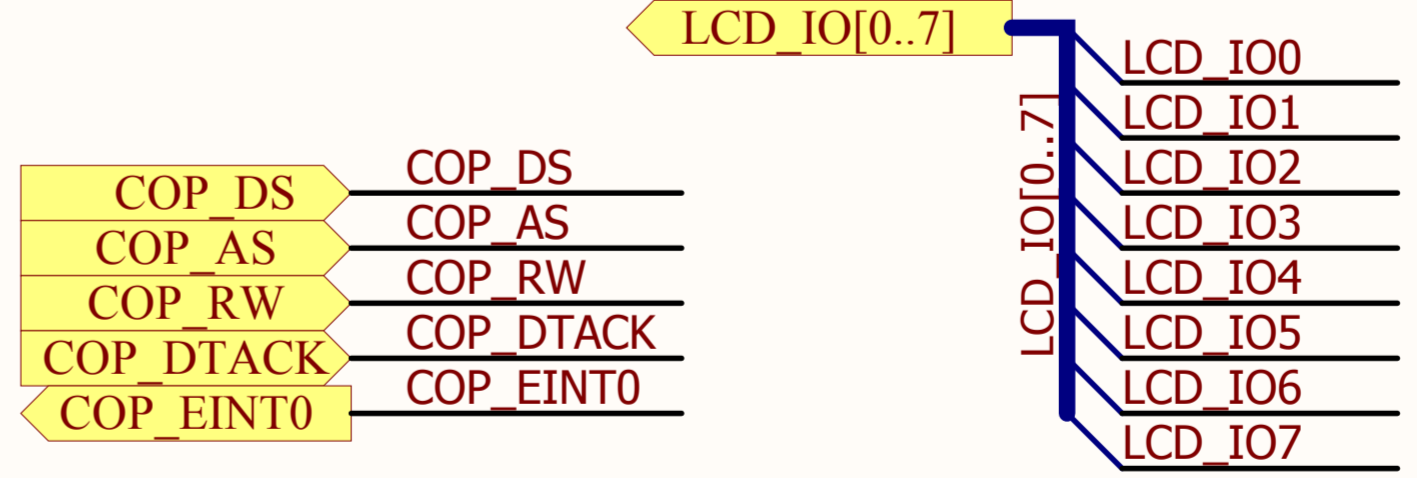 LCD_IO[0..7]
LCD_IO[0..7]
LCD_IO0
LCD_IO1
LCD_IO2
LCD_IO3
LCD_IO4
LCD_IO5
LCD_IO6
LCD_IO7
COP_DS COP_DS
COP_AS COP_AS
COP_RW COP_RW
COP_DTACK COP_DTACK
COP_EINT0 COP_EINT0